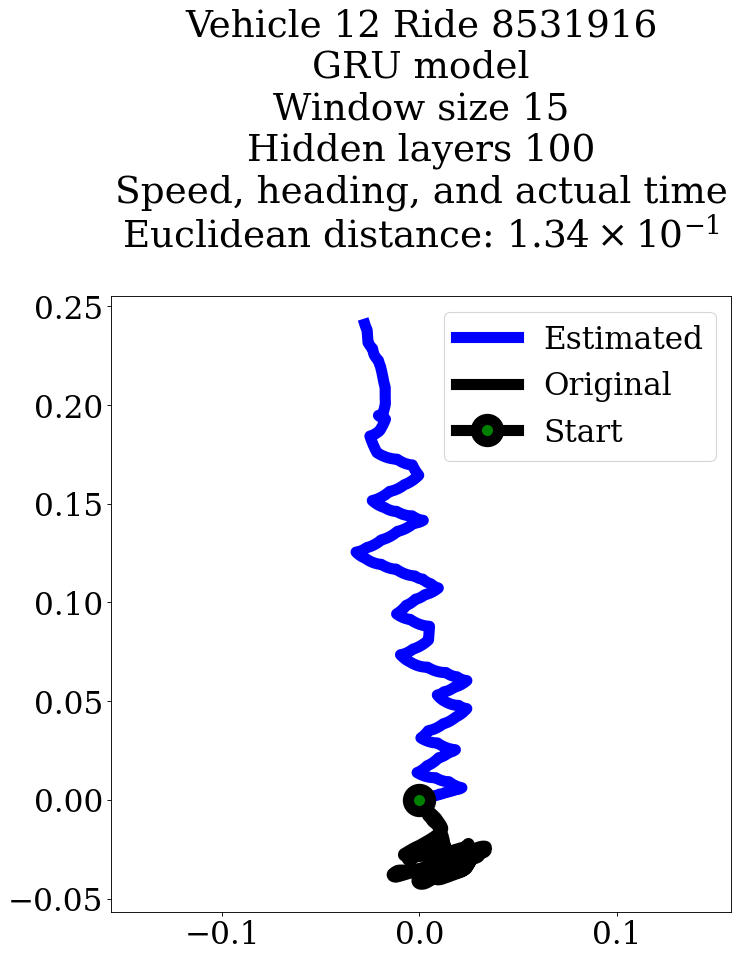 Vehicle 12 Ride 8531916
GRU model
Window size 15
Hidden layers 100
Speed, heading, and actual time
Euclidean distance: 1.34 × 10⁻¹
0.25
0.20
0.15
0.10
0.05
0.00
−0.05
−0.1
0.0
0.1
Estimated
Original
Start